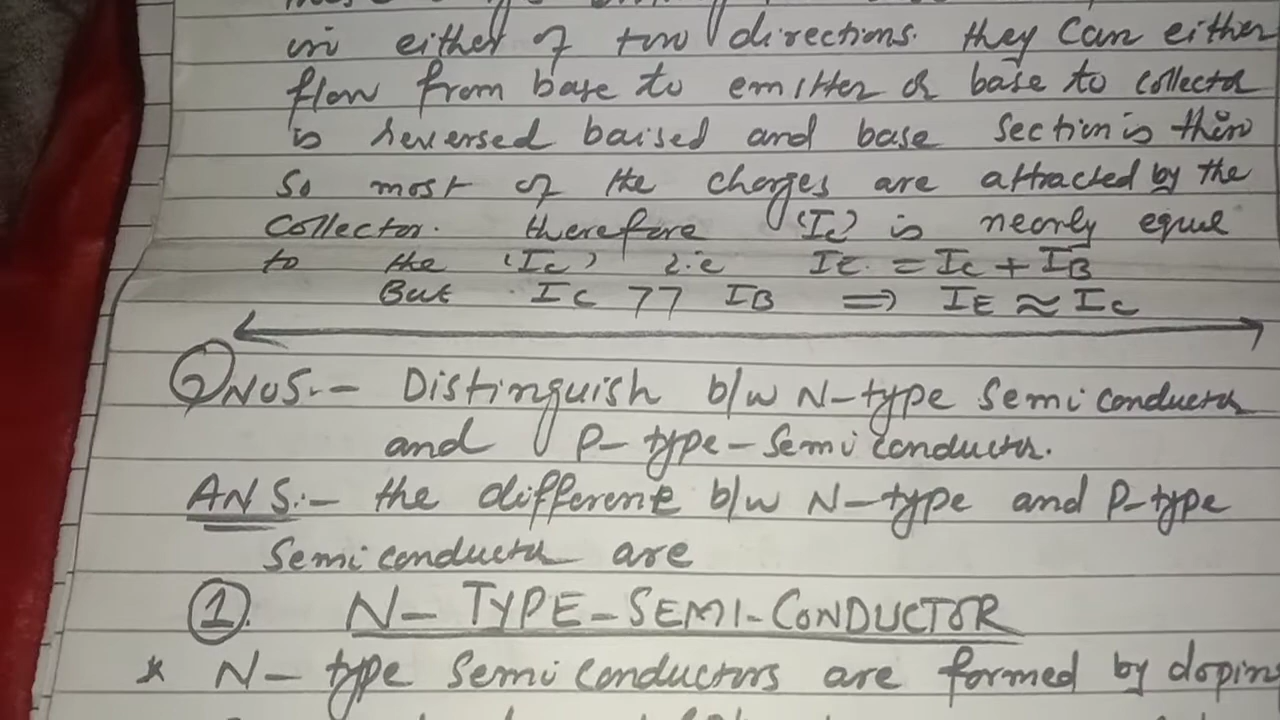 in either of two directions. they can either
flow from base to emitter or base to collector
is reversed baised and base section is thin
So most of the charges are attracted by the
Collector. therefore (Ic) is nearly equal
to the (Ic) i.e IE = Ic + IB
But Ic >> IB ⇒ IE ≈ Ic
QNO5:- Distinguish b/w N-type Semiconductor
and P-type-Semiconductor.
ANS:- the different b/w N-type and P-type
Semiconductor are
① N-TYPE-SEMI-CONDUCTOR
* N-type Semiconductors are formed by dopin